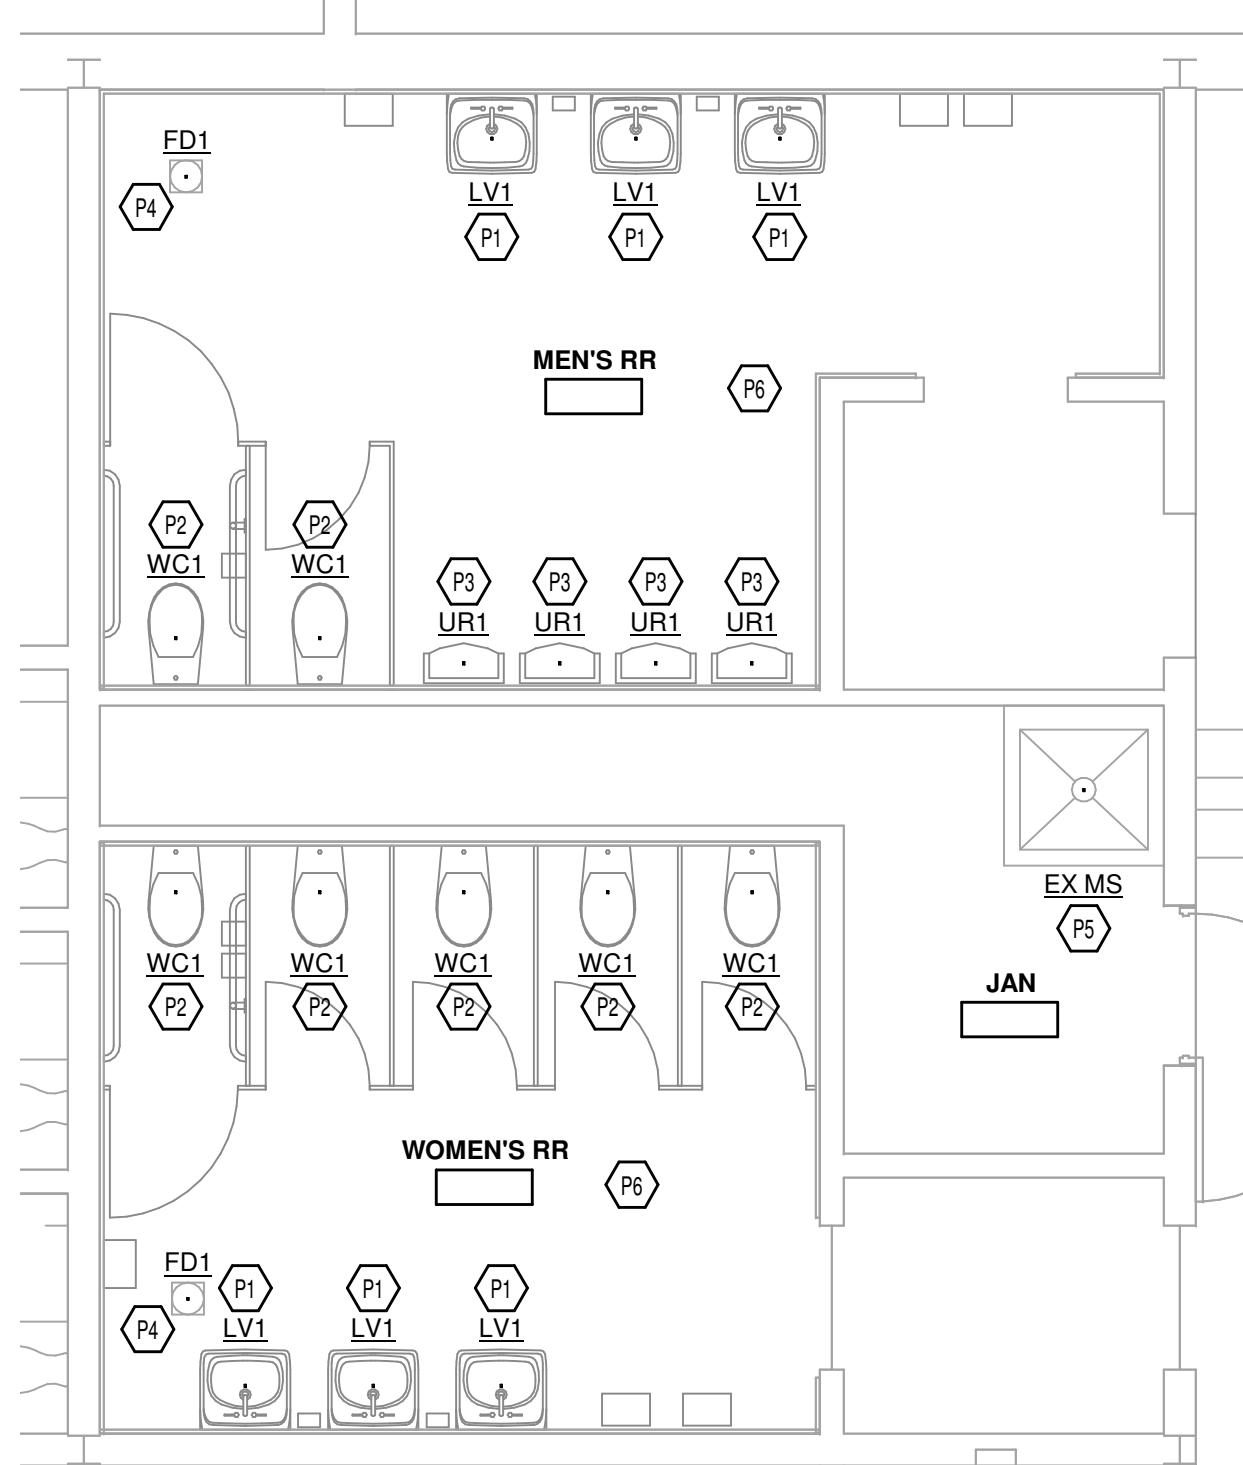 FD1
P4
LV1 LV1 LV1
P1 P1 P1
MEN'S RR
P6
P2 P2
WC1 WC1
P3 P3 P3 P3
UR1 UR1 UR1 UR1
EX MS
P5
WC1 WC1 WC1 WC1 WC1
P2 P2 P2 P2 P2
JAN
WOMEN'S RR
P6
FD1
P4
P1 P1 P1
LV1 LV1 LV1